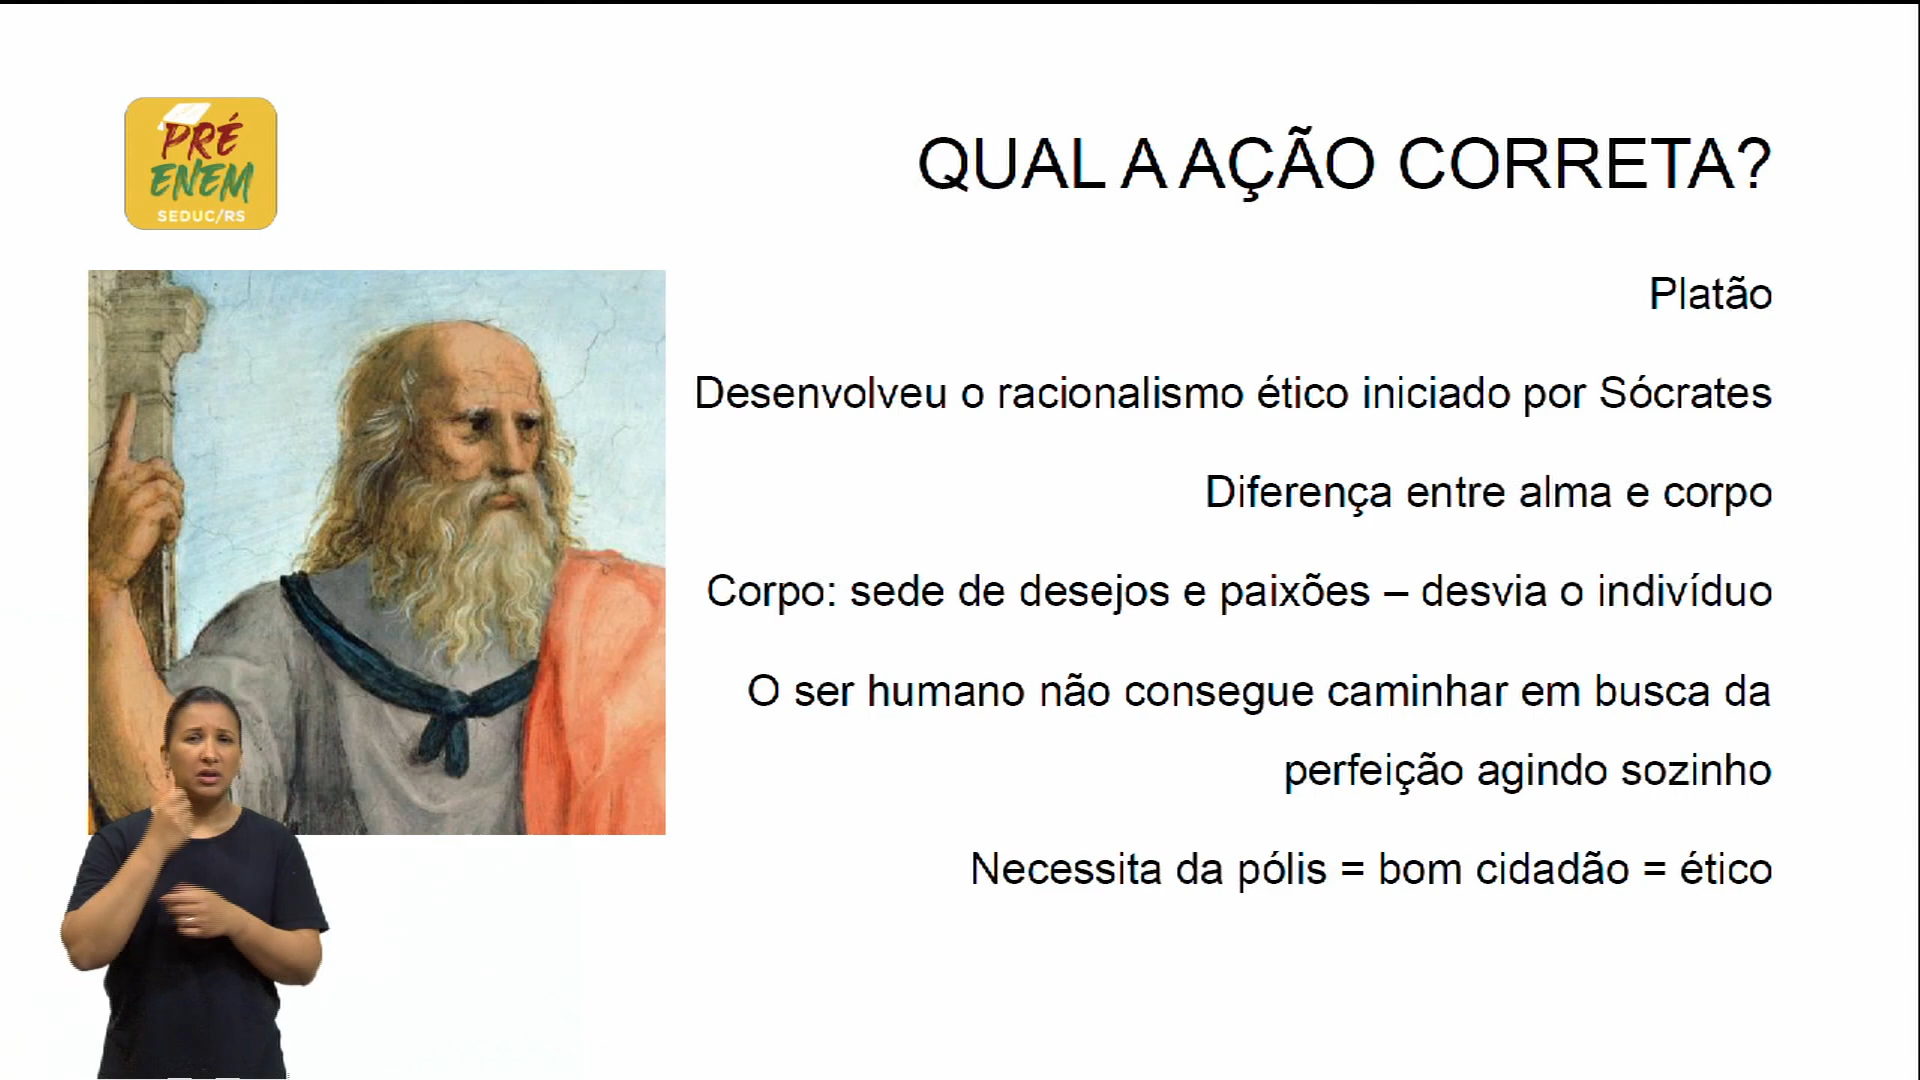 PRÉ
ENEM
SEDUC/RS
QUAL A AÇÃO CORRETA?
Platão
Desenvolveu o racionalismo ético iniciado por Sócrates
Diferença entre alma e corpo
Corpo: sede de desejos e paixões – desvia o indivíduo
O ser humano não consegue caminhar em busca da
perfeição agindo sozinho
Necessita da pólis = bom cidadão = ético